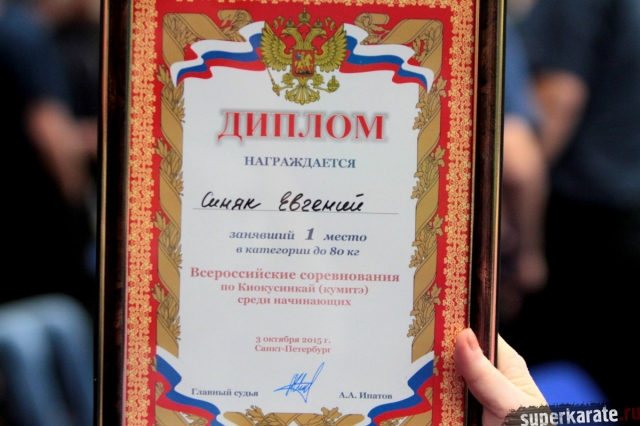 ДИПЛОМ
НАГРАЖДАЕТСЯ
Синяк Евгений
занявший 1 место
в категории до 80 кг
Всероссийские соревнования
по Киокусинкай (кумитэ)
среди начинающих
3 октября 2015 г.
Санкт-Петербург
Главный судья А.А. Ипатов
superkarate.ru